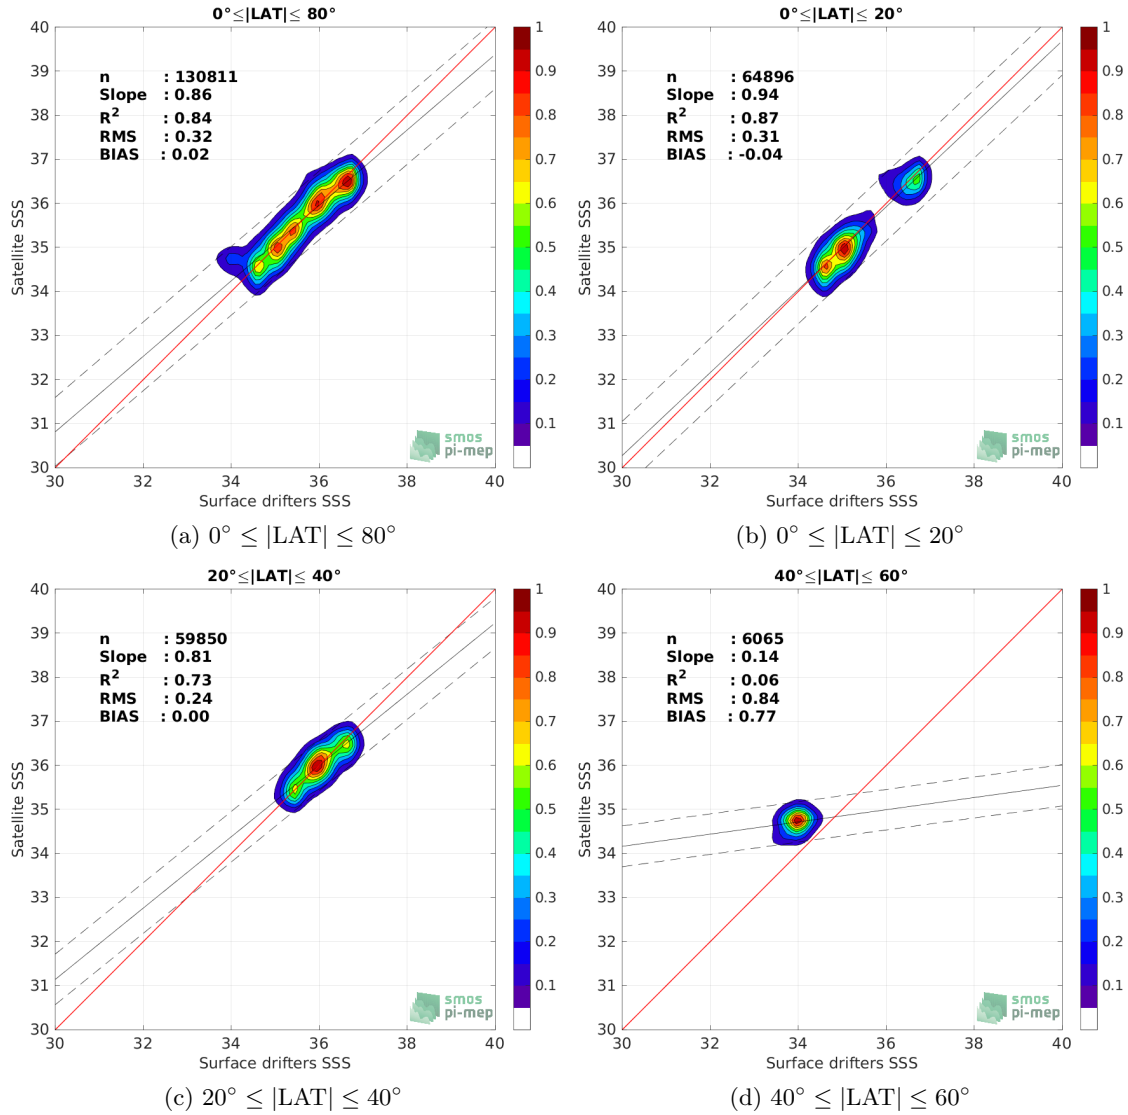 0°≤|LAT|≤ 80°
n : 130811
Slope : 0.86
R² : 0.84
RMS : 0.32
BIAS : 0.02
40
39
38
37
36
35
34
33
32
31
30
Satellite SSS
30 32 34 36 38 40
Surface drifters SSS
1
0.9
0.8
0.7
0.6
0.5
0.4
0.3
0.2
0.1
smos
pi-mep
(a) 0° ≤ |LAT| ≤ 80°
0°≤|LAT|≤ 20°
n : 64896
Slope : 0.94
R² : 0.87
RMS : 0.31
BIAS : -0.04
40
39
38
37
36
35
34
33
32
31
30
Satellite SSS
30 32 34 36 38 40
Surface drifters SSS
1
0.9
0.8
0.7
0.6
0.5
0.4
0.3
0.2
0.1
smos
pi-mep
(b) 0° ≤ |LAT| ≤ 20°
20°≤|LAT|≤ 40°
n : 59850
Slope : 0.81
R² : 0.73
RMS : 0.24
BIAS : 0.00
40
39
38
37
36
35
34
33
32
31
30
Satellite SSS
30 32 34 36 38 40
Surface drifters SSS
1
0.9
0.8
0.7
0.6
0.5
0.4
0.3
0.2
0.1
smos
pi-mep
(c) 20° ≤ |LAT| ≤ 40°
40°≤|LAT|≤ 60°
n : 6065
Slope : 0.14
R² : 0.06
RMS : 0.84
BIAS : 0.77
40
39
38
37
36
35
34
33
32
31
30
Satellite SSS
30 32 34 36 38 40
Surface drifters SSS
1
0.9
0.8
0.7
0.6
0.5
0.4
0.3
0.2
0.1
smos
pi-mep
(d) 40° ≤ |LAT| ≤ 60°